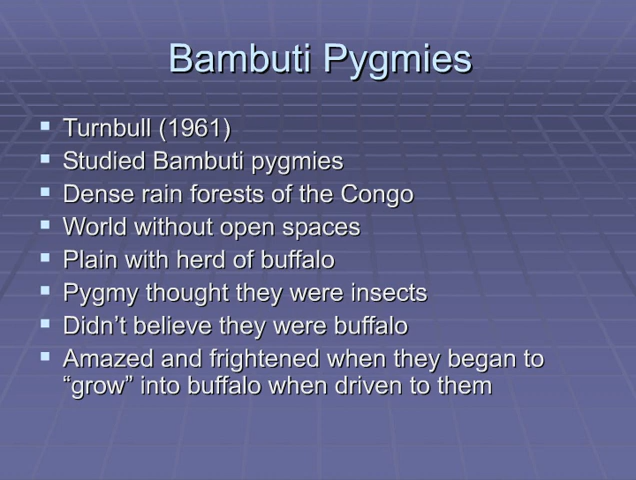 Bambuti Pygmies
Turnbull (1961)
Studied Bambuti pygmies
Dense rain forests of the Congo
World without open spaces
Plain with herd of buffalo
Pygmy thought they were insects
Didn’t believe they were buffalo
Amazed and frightened when they began to
“grow” into buffalo when driven to them